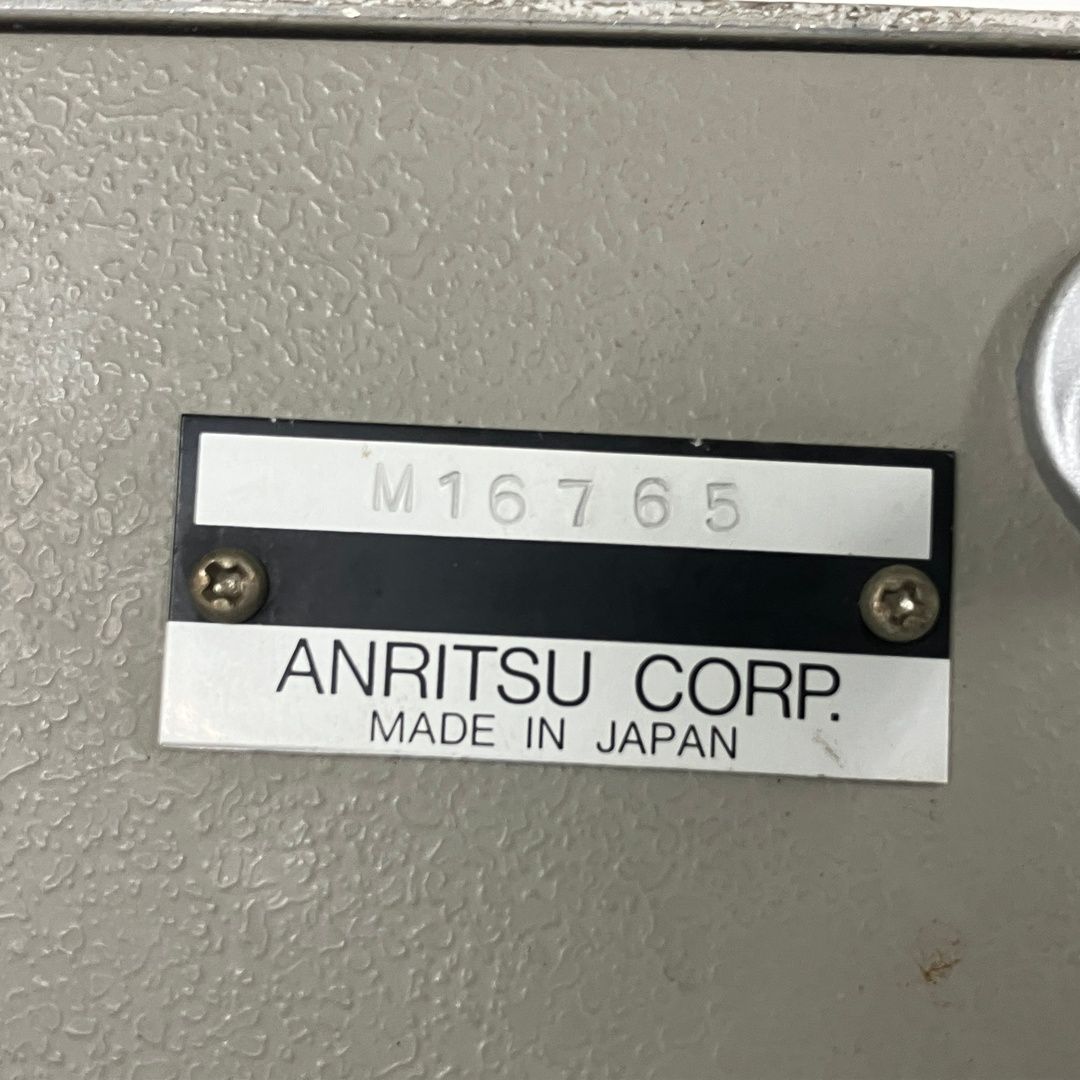 M16765
ANRITSU CORP.
MADE IN JAPAN